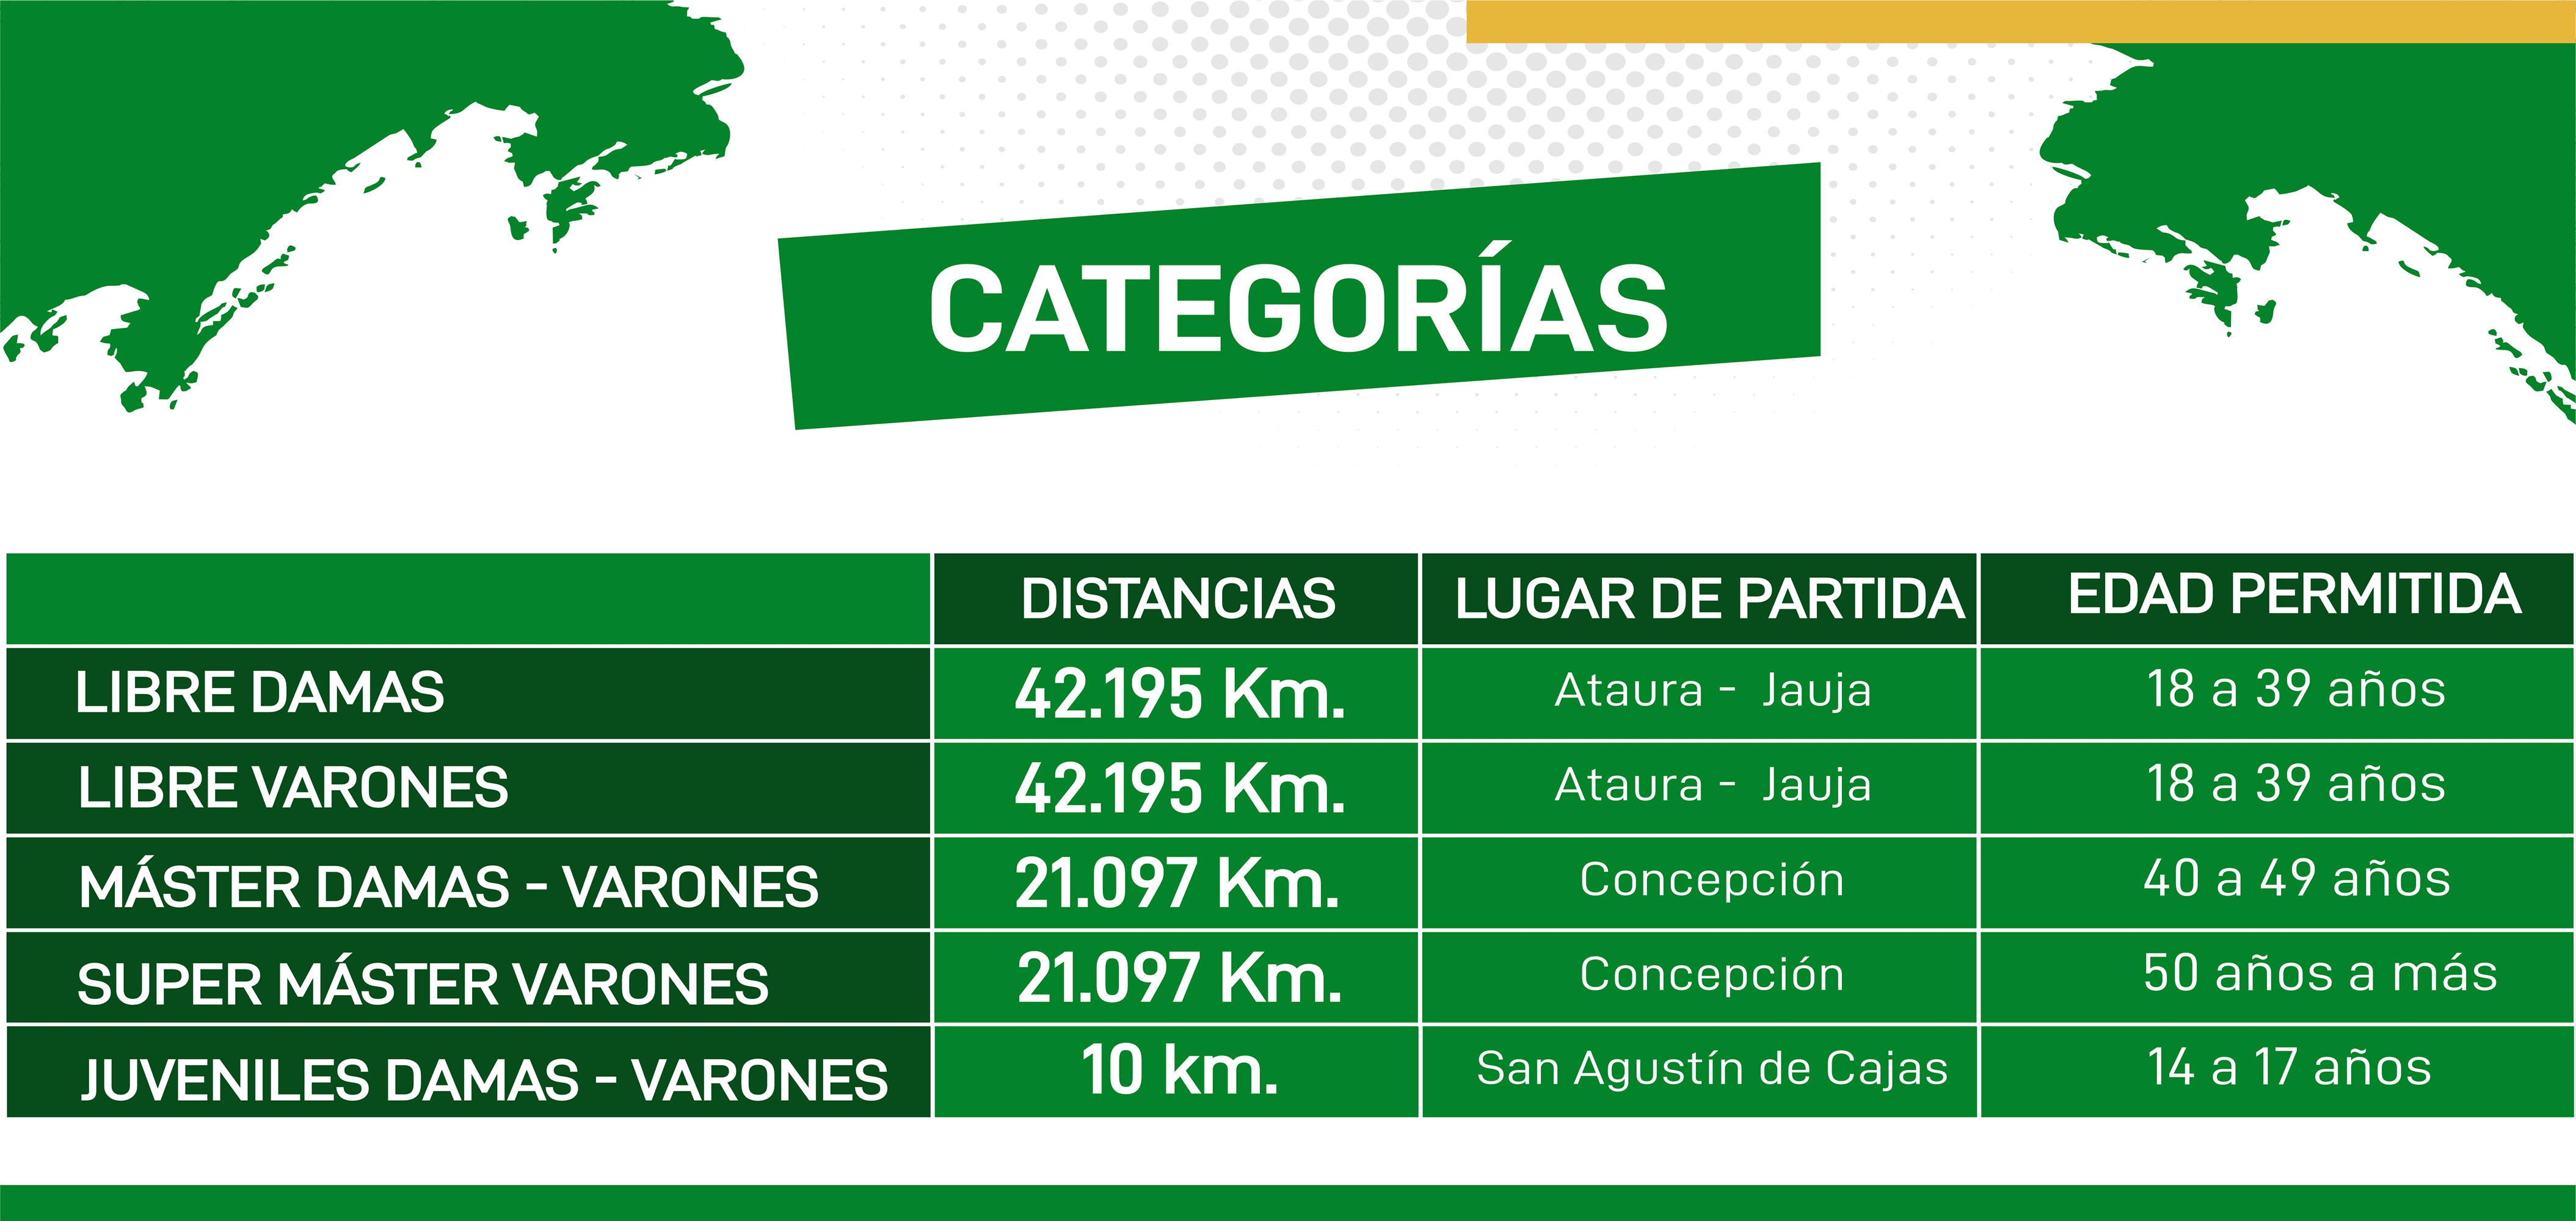 CATEGORÍAS
DISTANCIAS LUGAR DE PARTIDA EDAD PERMITIDA
LIBRE DAMAS 42.195 Km. Ataura - Jauja 18 a 39 años
LIBRE VARONES 42.195 Km. Ataura - Jauja 18 a 39 años
MÁSTER DAMAS - VARONES 21.097 Km. Concepción 40 a 49 años
SUPER MÁSTER VARONES 21.097 Km. Concepción 50 años a más
JUVENILES DAMAS - VARONES 10 km. San Agustín de Cajas 14 a 17 años